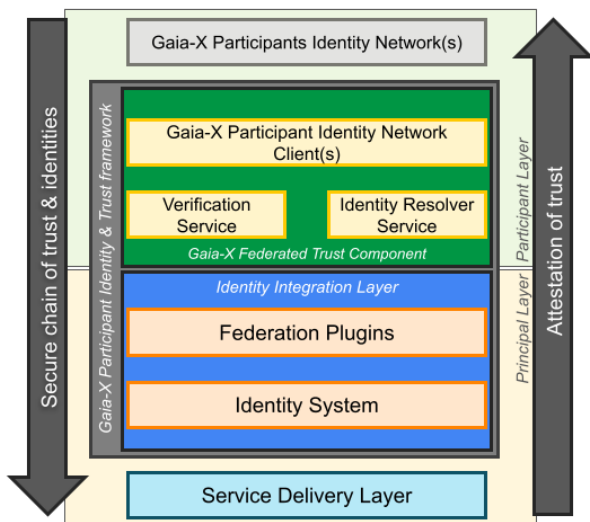 Gaia-X Participants Identity Network(s)
Secure chain of trust & identities
Gaia-X Participant Identity & Trust framework
Gaia-X Participant Identity Network
Client(s)
Verification
Service
Identity Resolver
Service
Gaia-X Federated Trust Component
Identity Integration Layer
Federation Plugins
Identity System
Participant Layer
Principal Layer
Attestation of trust
Service Delivery Layer